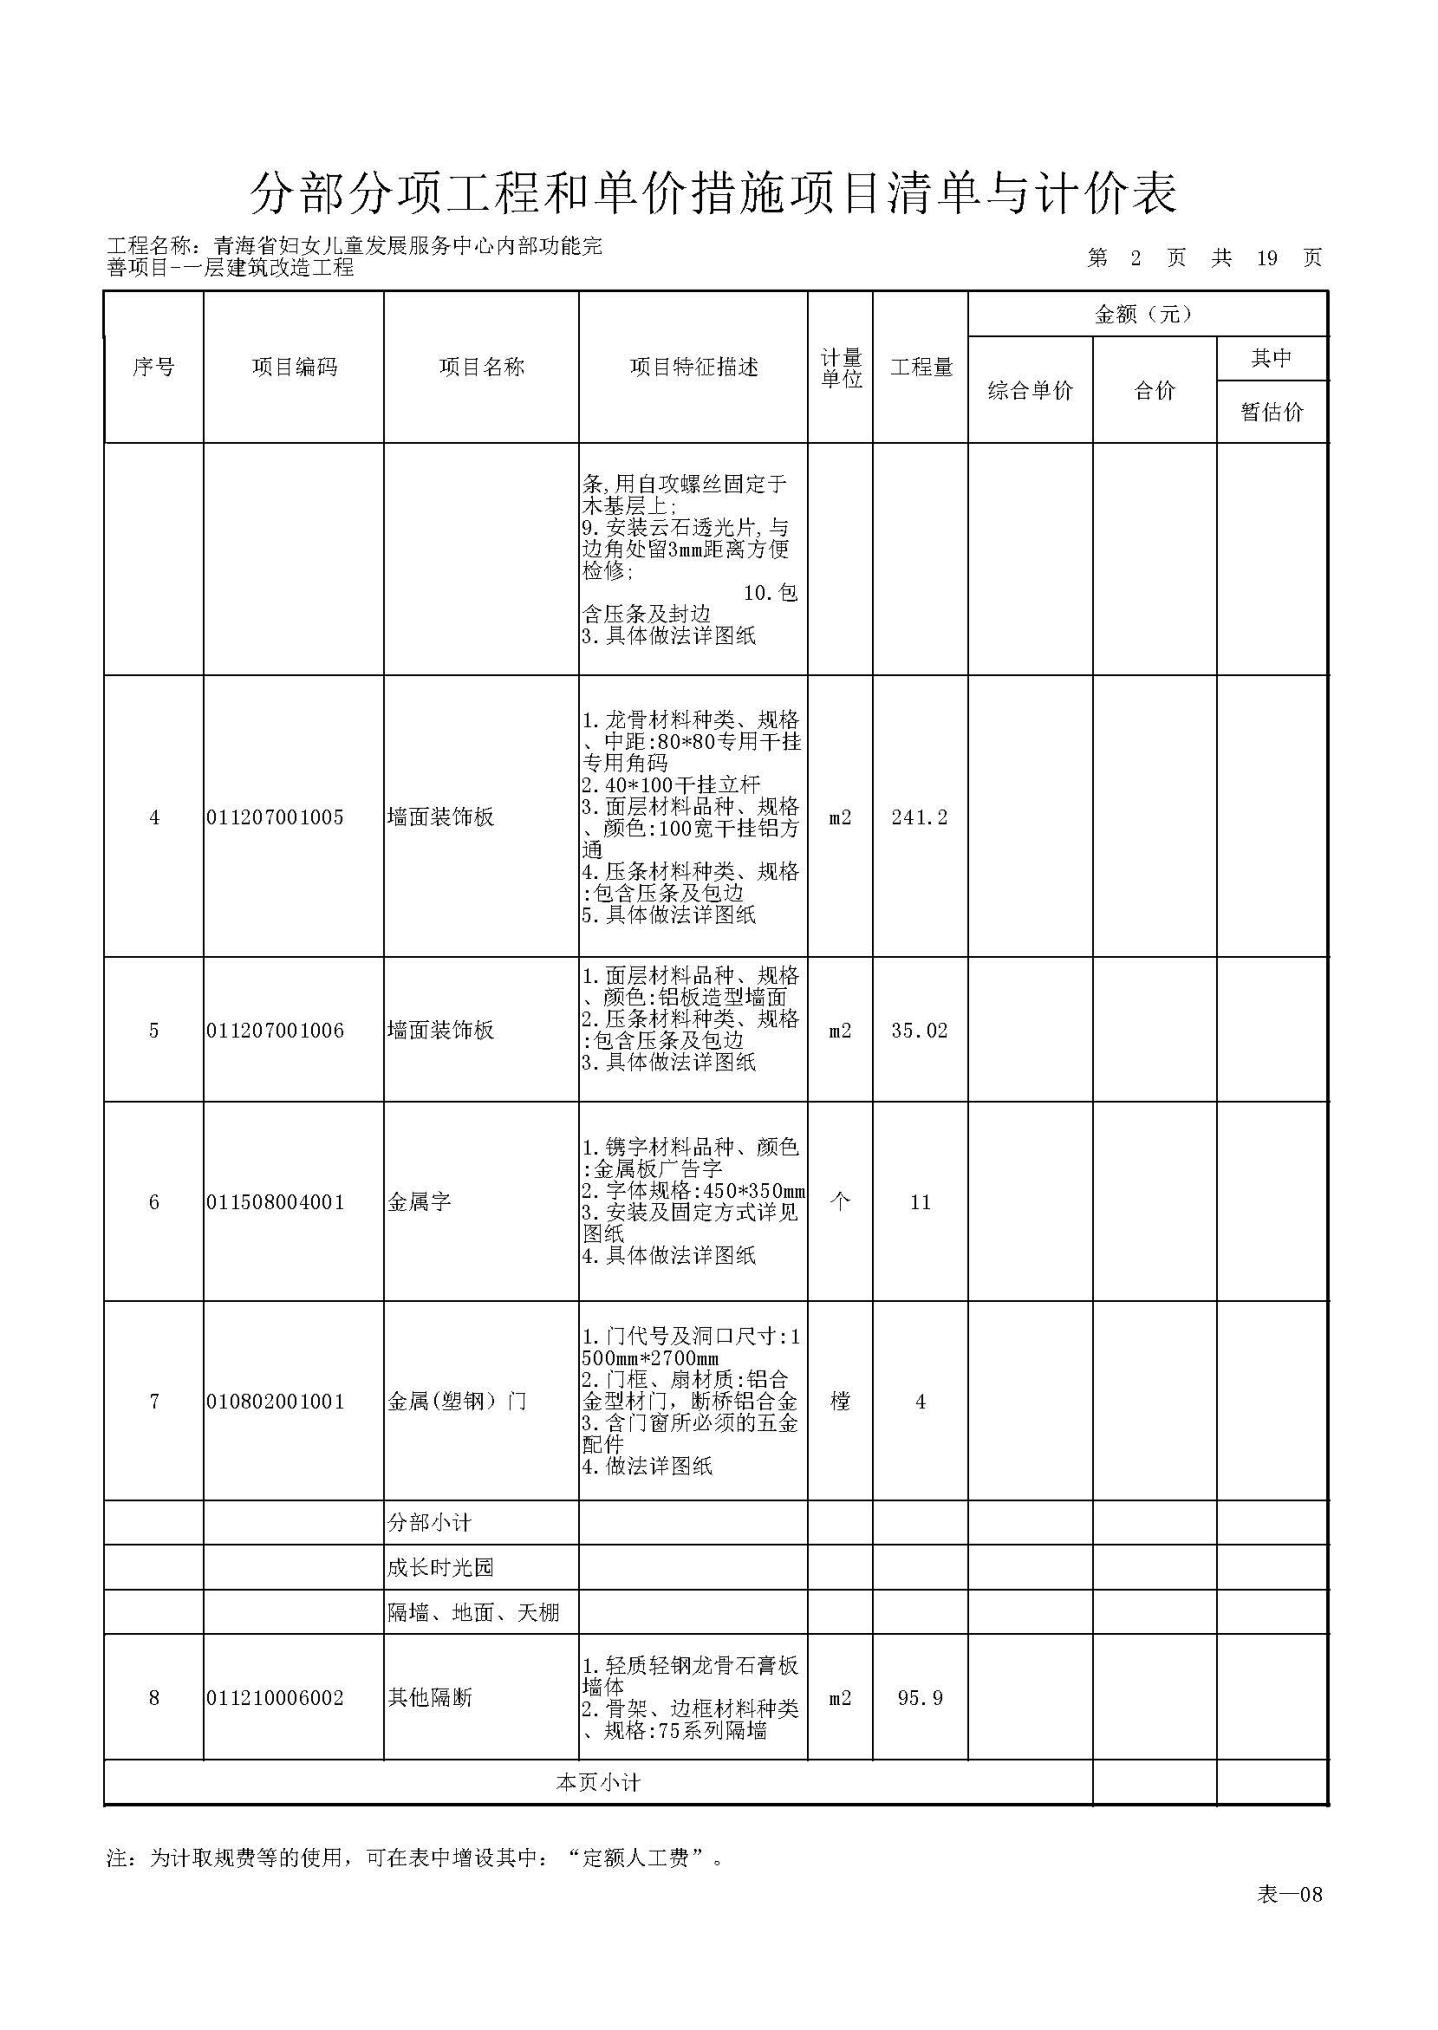 分部分项工程和单价措施项目清单与计价表
工程名称：青海省妇女儿童发展服务中心内部功能完
善项目-一层建筑改造工程
第 2 页 共 19 页
序号
项目编码
项目名称
项目特征描述
计量
单位
工程量
金额（元）
综合单价
合价
其中
暂估价
条,用自攻螺丝固定于
木基层上;
9.安装云石透光片,与
边角处留3mm距离方便
检修;
10.包
含压条及封边
3.具体做法详图纸
4
011207001005
墙面装饰板
1.龙骨材料种类、规格
、中距:80*80专用干挂
专用角码
2.40*100干挂立杆
3.面层材料品种、规格
、颜色:100宽干挂铝方
通
4.压条材料种类、规格
:包含压条及包边
5.具体做法详图纸
m2
241.2
5
011207001006
墙面装饰板
1.面层材料品种、规格
、颜色:铝板造型墙面
2.压条材料种类、规格
:包含压条及包边
3.具体做法详图纸
m2
35.02
6
011508004001
金属字
1.镌字材料品种、颜色
:金属板广告字
2.字体规格:450*350mm
3.安装及固定方式详见
图纸
4.具体做法详图纸
个
11
7
010802001001
金属(塑钢）门
1.门代号及洞口尺寸:1
500mm*2700mm
2.门框、扇材质:铝合
金型材门，断桥铝合金
3.含门窗所必须的五金
配件
4.做法详图纸
樘
4
分部小计
成长时光园
隔墙、地面、天棚
8
011210006002
其他隔断
1.轻质轻钢龙骨石膏板
墙体
2.骨架、边框材料种类
、规格:75系列隔墙
m2
95.9
本页小计
注：为计取规费等的使用，可在表中增设其中：“定额人工费”。
表—08